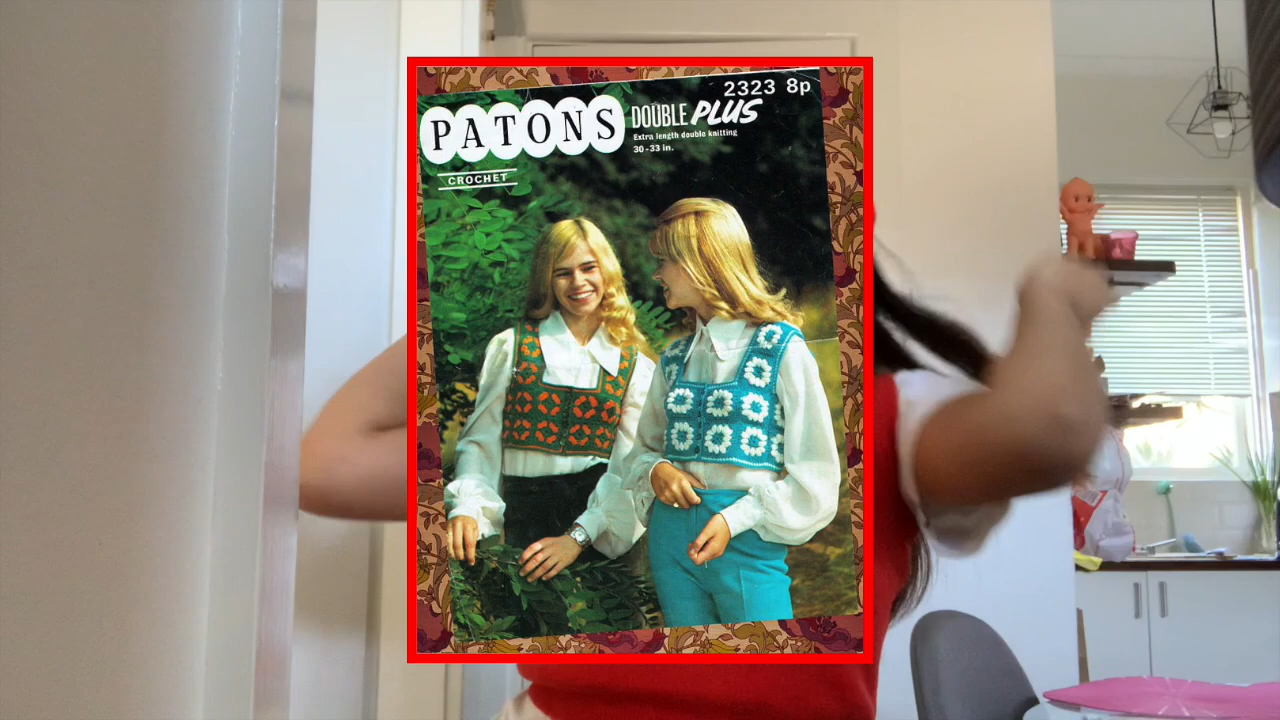 2323 8p
PATONS
DOUBLE PLUS
Extra length double knitting
30-33 in.
CROCHET